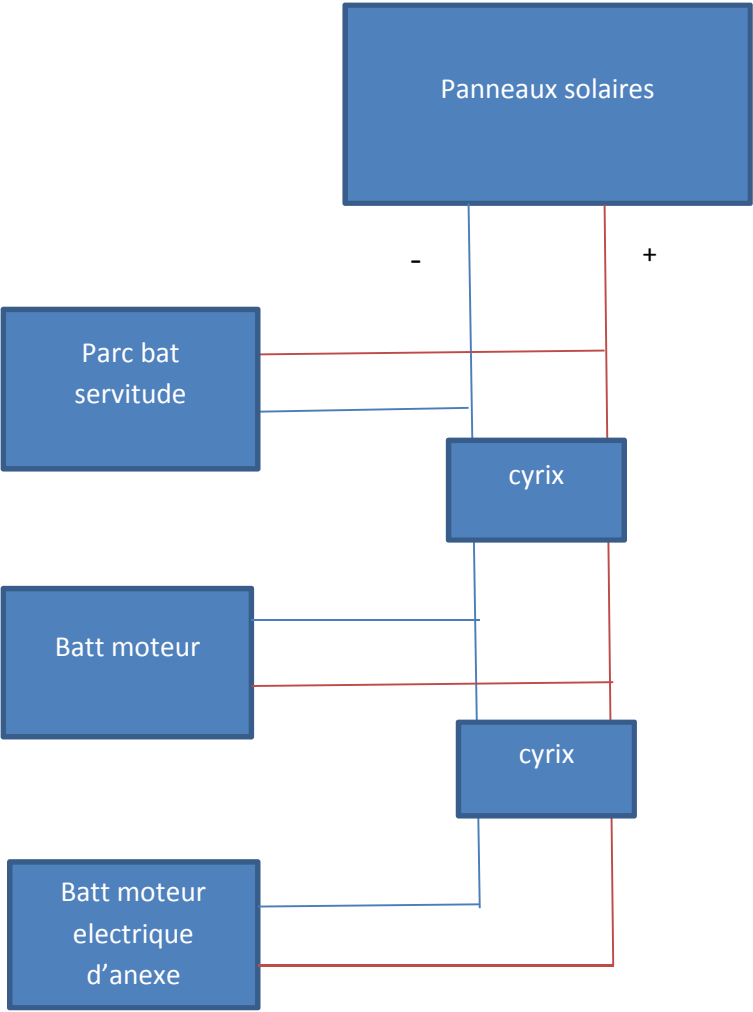 Panneaux solaires
-
+
Parc bat
servitude
cyrix
Batt moteur
cyrix
Batt moteur
electrique
d’anexe